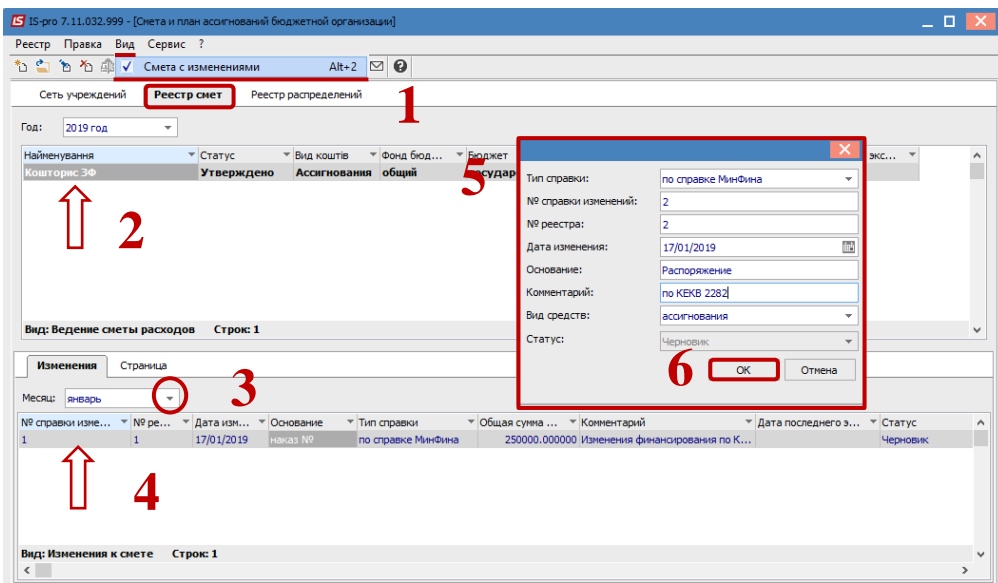 IS-pro 7.11.032.999 - [Смета и план ассигнований бюджетной организации]
Реестр Правка Вид Сервис ?
Смета с изменениями Alt+2
1
Сеть учреждений Реестр смет Реестр распределений
Год: 2019 год
Найменування Статус Вид коштів Фонд бюд... Бюджет экс...
Кошторис ЗФ Утверждено Ассигнования общий государ
2
5
Тип справки: по справке МинФина
№ справки изменений: 2
№ реестра: 2
Дата изменения: 17/01/2019
Основание: Распоряжение
Комментарий: по КЕКВ 2282
Вид средств: ассигнования
Статус: Черновик
6
OK Отмена
Вид: Ведение сметы расходов Строк: 1
Изменения Страница
3
Месяц: январь
№ справки изме... № ре... Дата изм... Основание Тип справки Общая сумма ... Комментарий Дата последнего э... Статус
1 1 17/01/2019 наказ № по справке МинФина 250000.000000 Изменения финансирования по К... Черновик
4
Вид: Изменения к смете Строк: 1